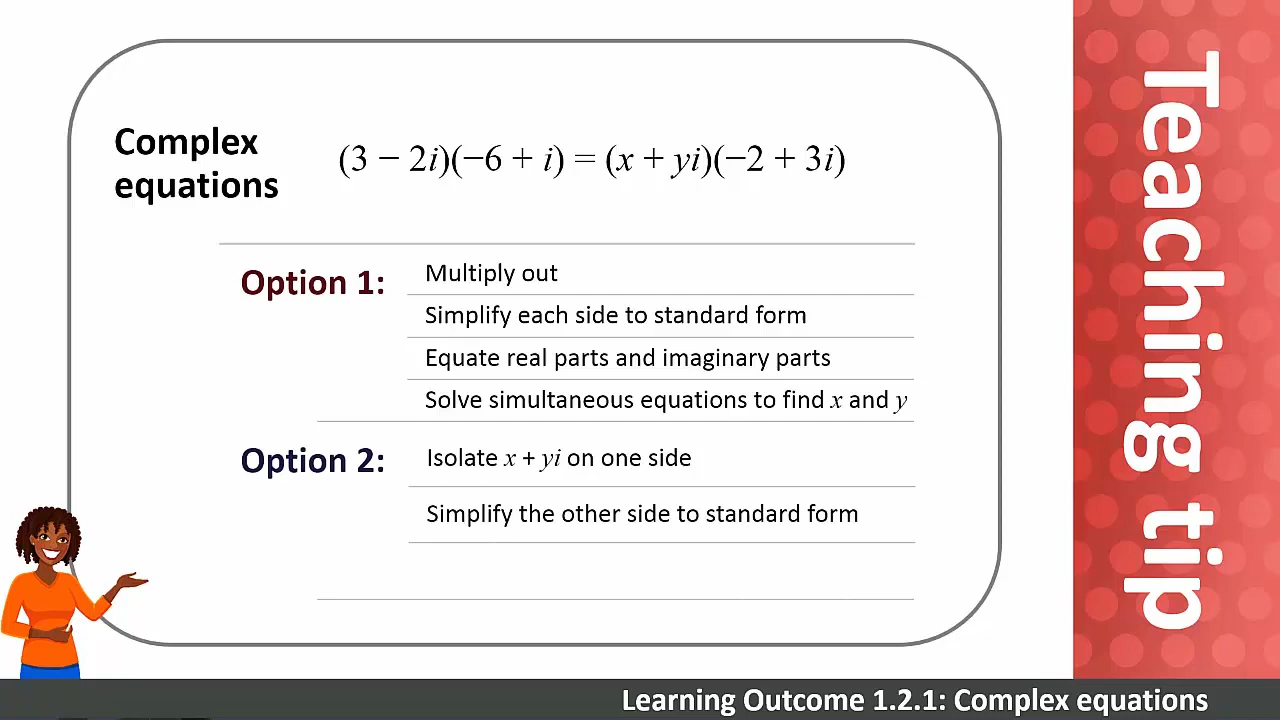 Complex
equations
(3 − 2i)(−6 + i) = (x + yi)(−2 + 3i)
Option 1:
Multiply out
Simplify each side to standard form
Equate real parts and imaginary parts
Solve simultaneous equations to find x and y
Option 2:
Isolate x + yi on one side
Simplify the other side to standard form
Teaching tip
Learning Outcome 1.2.1: Complex equations